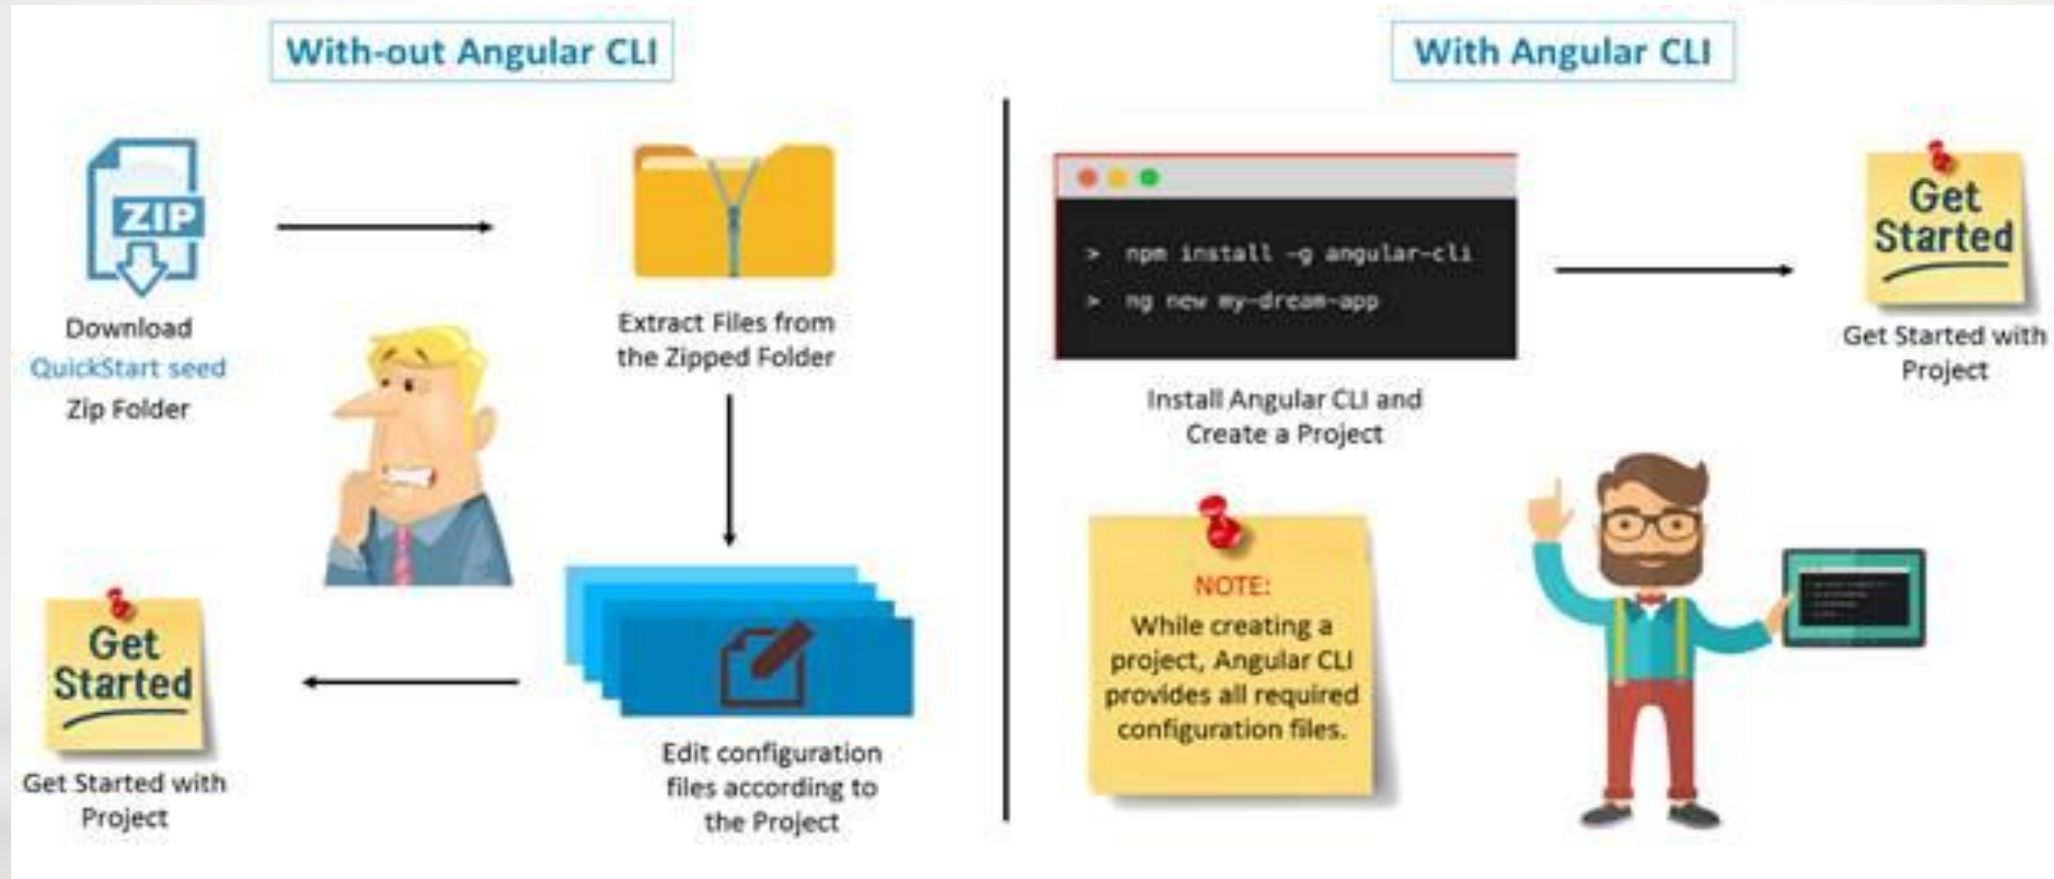 With-out Angular CLI
ZIP
Download
QuickStart seed
Zip Folder
Extract Files from
the Zipped Folder
Edit configuration
files according to
the Project
Get
Started
Get Started with
Project
With Angular CLI
> npm install -g angular-cli
> ng new my-dream-app
Install Angular CLI and
Create a Project
Get
Started
Get Started with
Project
NOTE:
While creating a
project, Angular CLI
provides all required
configuration files.